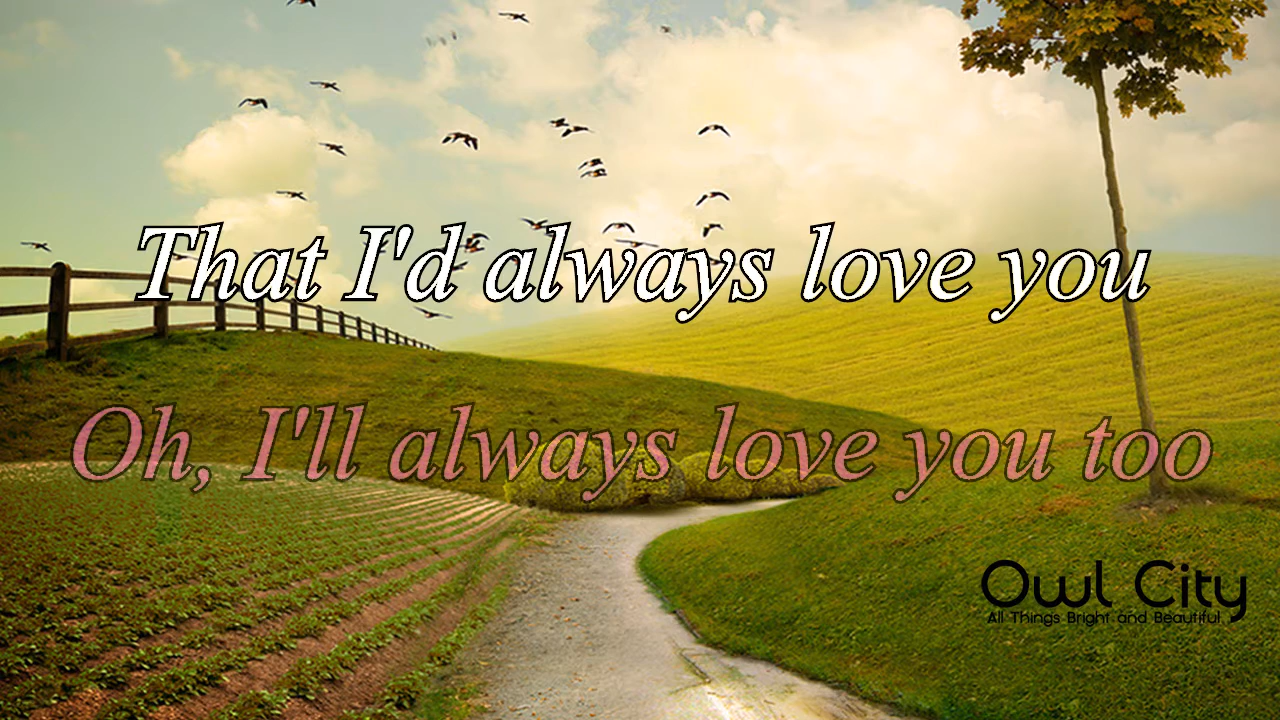 That I'd always love you
Oh, I'll always love you too
Owl City
All Things Bright and Beautiful